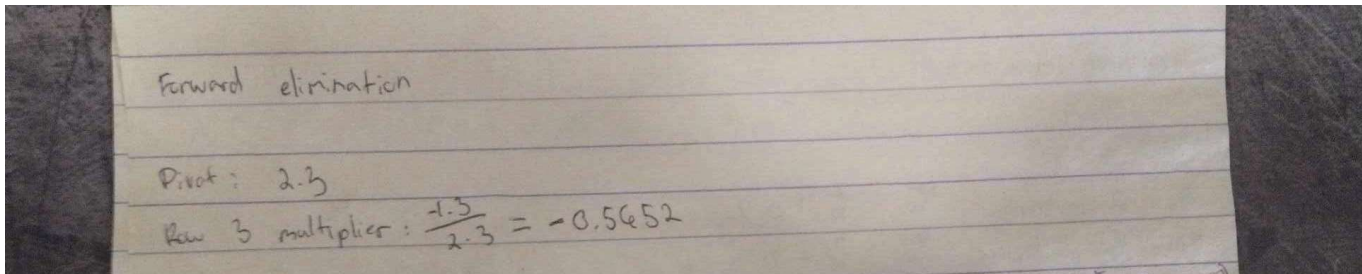 Forward elimination
Pivot: 2.3
Row 3 multiplier: -1.3/2.3 = -0.5652